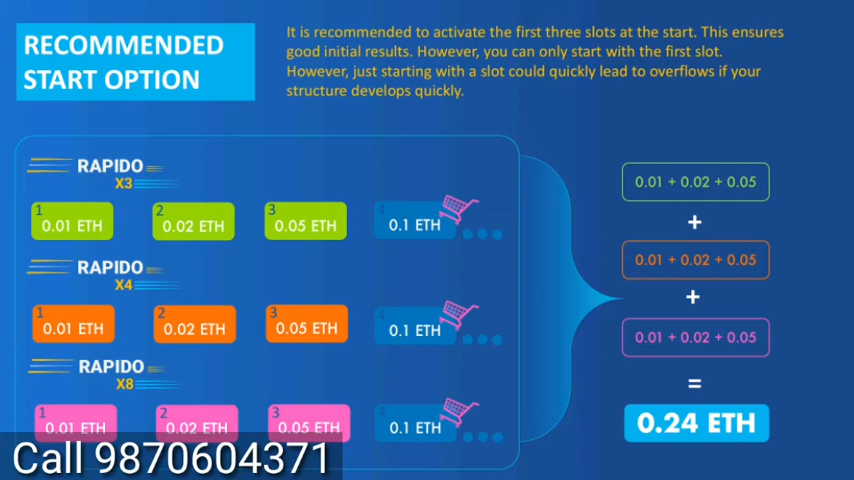 RECOMMENDED
START OPTION
It is recommended to activate the first three slots at the start. This ensures
good initial results. However, you can only start with the first slot.
However, just starting with a slot could quickly lead to overflows if your
structure develops quickly.
RAPIDO
X3
1
0.01 ETH
2
0.02 ETH
3
0.05 ETH
4
0.1 ETH
RAPIDO
X4
1
0.01 ETH
2
0.02 ETH
3
0.05 ETH
4
0.1 ETH
RAPIDO
X8
1
0.01 ETH
2
0.02 ETH
3
0.05 ETH
4
0.1 ETH
0.01 + 0.02 + 0.05
+
0.01 + 0.02 + 0.05
+
0.01 + 0.02 + 0.05
=
0.24 ETH
Call 9870604371